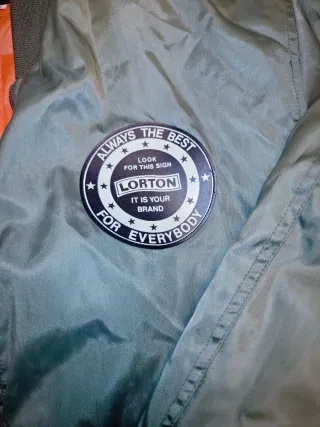 ALWAYS THE BEST
LOOK
FOR THIS SIGN
LORTON
IT IS YOUR
BRAND
FOR EVERYBODY